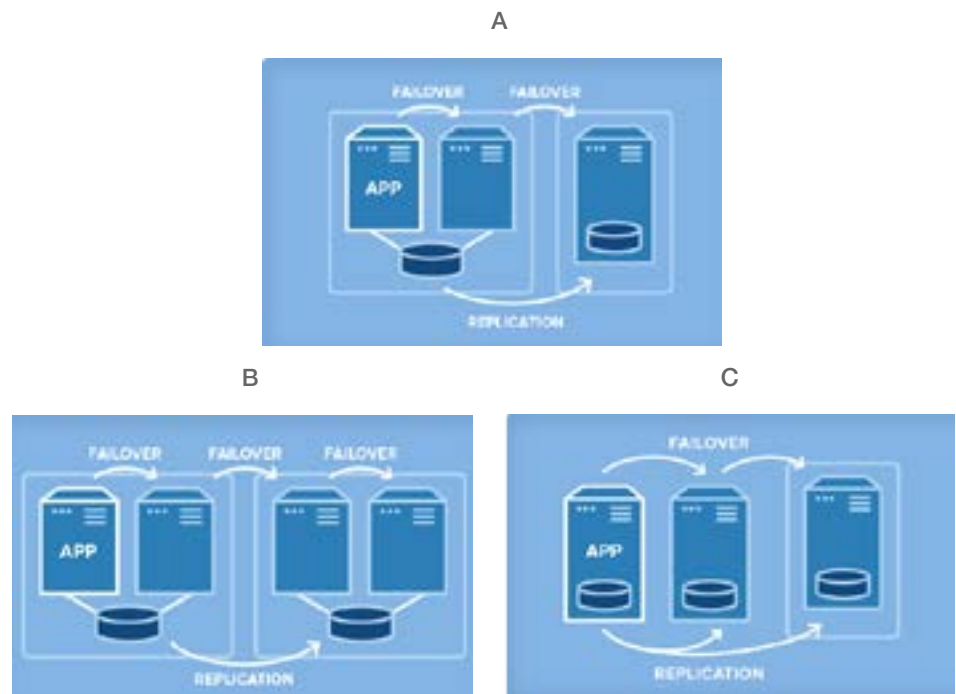 A
FAILOVER FAILOVER
APP
REPLICATION
B
FAILOVER FAILOVER FAILOVER
APP
REPLICATION
C
FAILOVER
APP
REPLICATION